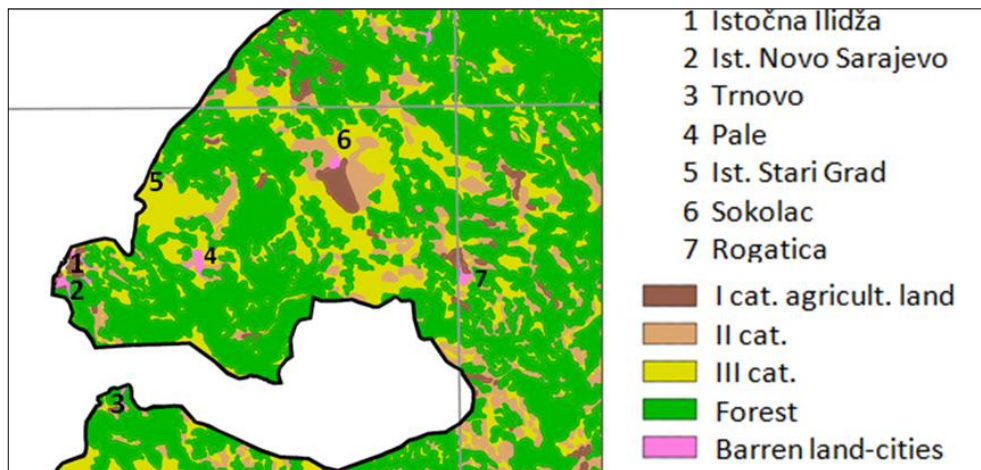 1 Istočna Ilidža
2 Ist. Novo Sarajevo
3 Trnovo
4 Pale
5 Ist. Stari Grad
6 Sokolac
7 Rogatica
I cat. agricult. land
II cat.
III cat.
Forest
Barren land-cities
6
5
4
1
7
2
3